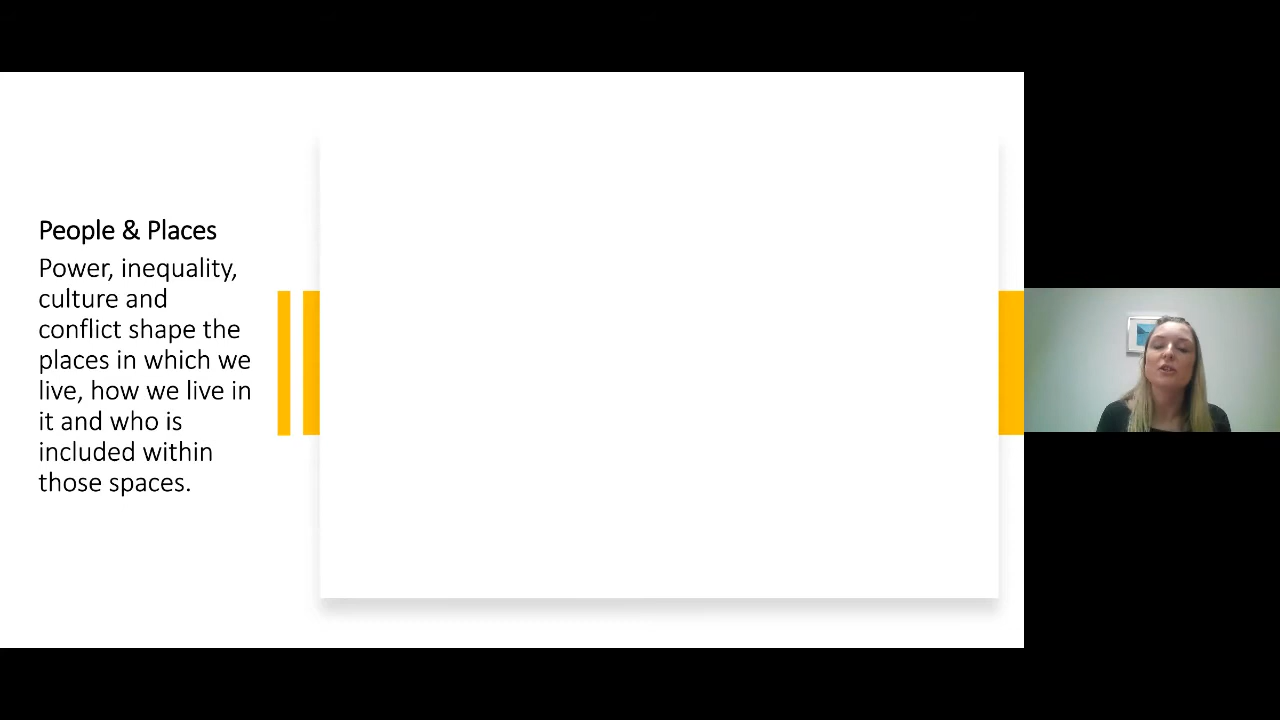 People & Places
Power, inequality,
culture and
conflict shape the
places in which we
live, how we live in
it and who is
included within
those spaces.